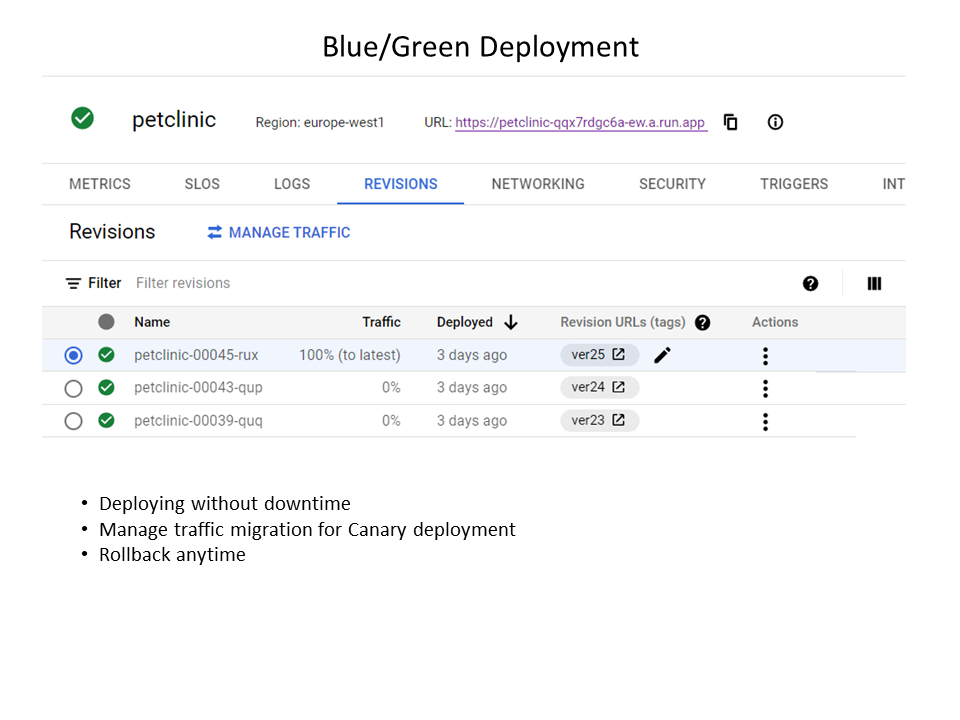 Blue/Green Deployment
petclinic Region: europe-west1 URL: https://petclinic-qqx7rdgc6a-ew.a.run.app
METRICS SLOS LOGS REVISIONS NETWORKING SECURITY TRIGGERS INT
Revisions MANAGE TRAFFIC
Filter Filter revisions
Name Traffic Deployed Revision URLs (tags) Actions
petclinic-00045-rux 100% (to latest) 3 days ago ver25
petclinic-00043-qup 0% 3 days ago ver24
petclinic-00039-quq 0% 3 days ago ver23
• Deploying without downtime
• Manage traffic migration for Canary deployment
• Rollback anytime